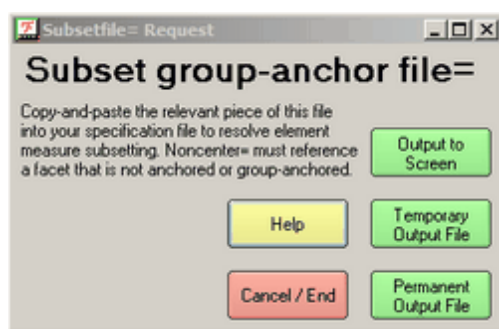 Subsetfile= Request
Subset group-anchor file=
Copy-and-paste the relevant piece of this file
into your specification file to resolve element
measure subsetting. Noncenter= must reference
a facet that is not anchored or group-anchored.
Output to
Screen
Help
Temporary
Output File
Cancel / End
Permanent
Output File